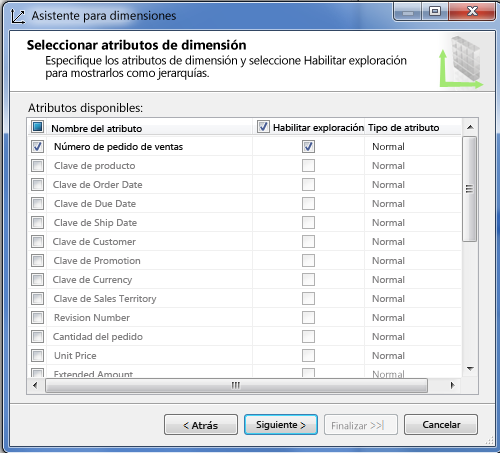 Asistente para dimensiones
Seleccionar atributos de dimensión
Especifique los atributos de dimensión y seleccione Habilitar exploración
para mostrarlos como jerarquías.
Atributos disponibles:
Nombre del atributo Habilitar exploración Tipo de atributo
Número de pedido de ventas Normal
Clave de producto Normal
Clave de Order Date Normal
Clave de Due Date Normal
Clave de Ship Date Normal
Clave de Customer Normal
Clave de Promotion Normal
Clave de Currency Normal
Clave de Sales Territory Normal
Revision Number Normal
Cantidad del pedido Normal
Unit Price Normal
Extended Amount Normal
< Atrás Siguiente > Finalizar >>| Cancelar